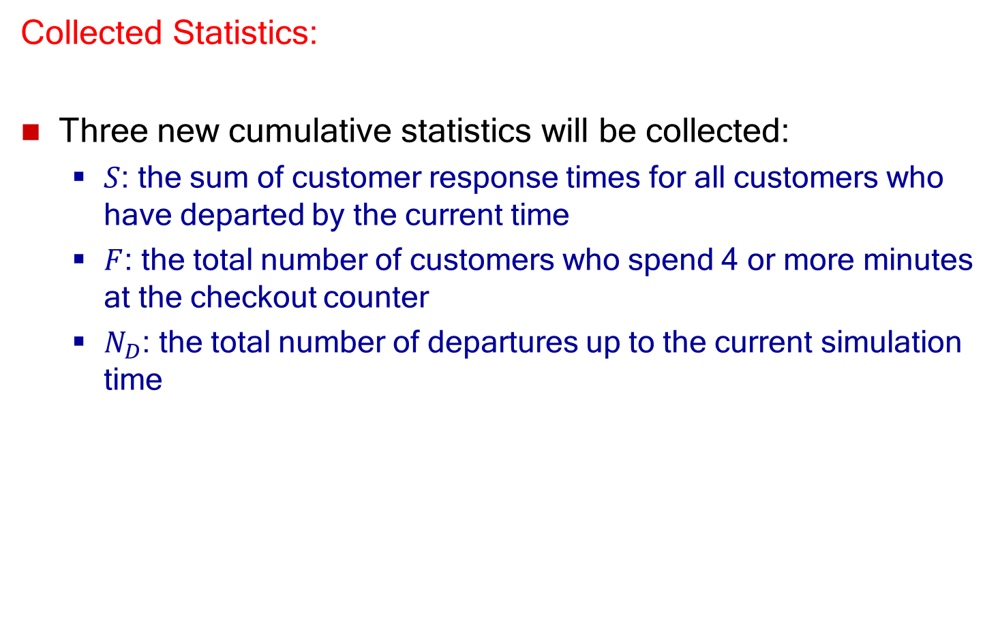 Collected Statistics:
Three new cumulative statistics will be collected:
S: the sum of customer response times for all customers who
have departed by the current time
F: the total number of customers who spend 4 or more minutes
at the checkout counter
N_D: the total number of departures up to the current simulation
time